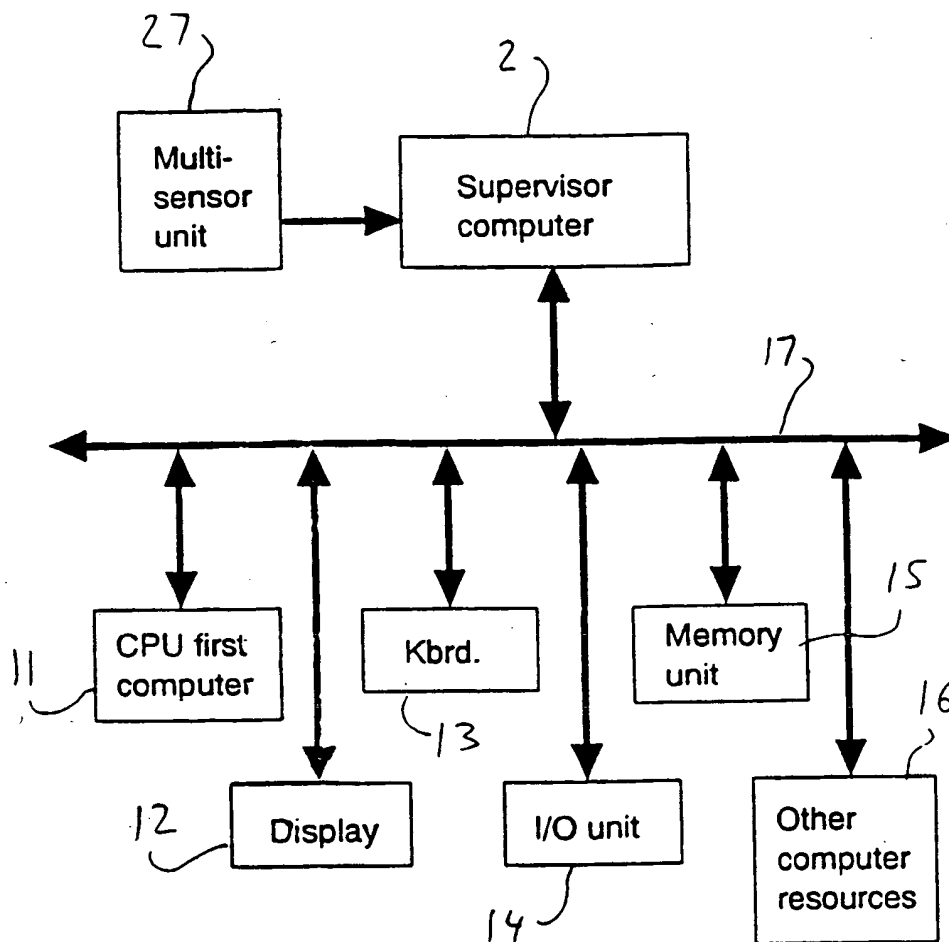 27
2
Multi-
sensor
unit
Supervisor
computer
17
CPU first
computer
11
Kbrd.
13
Memory
unit
15
16
12
Display
I/O unit
14
Other
computer
resources